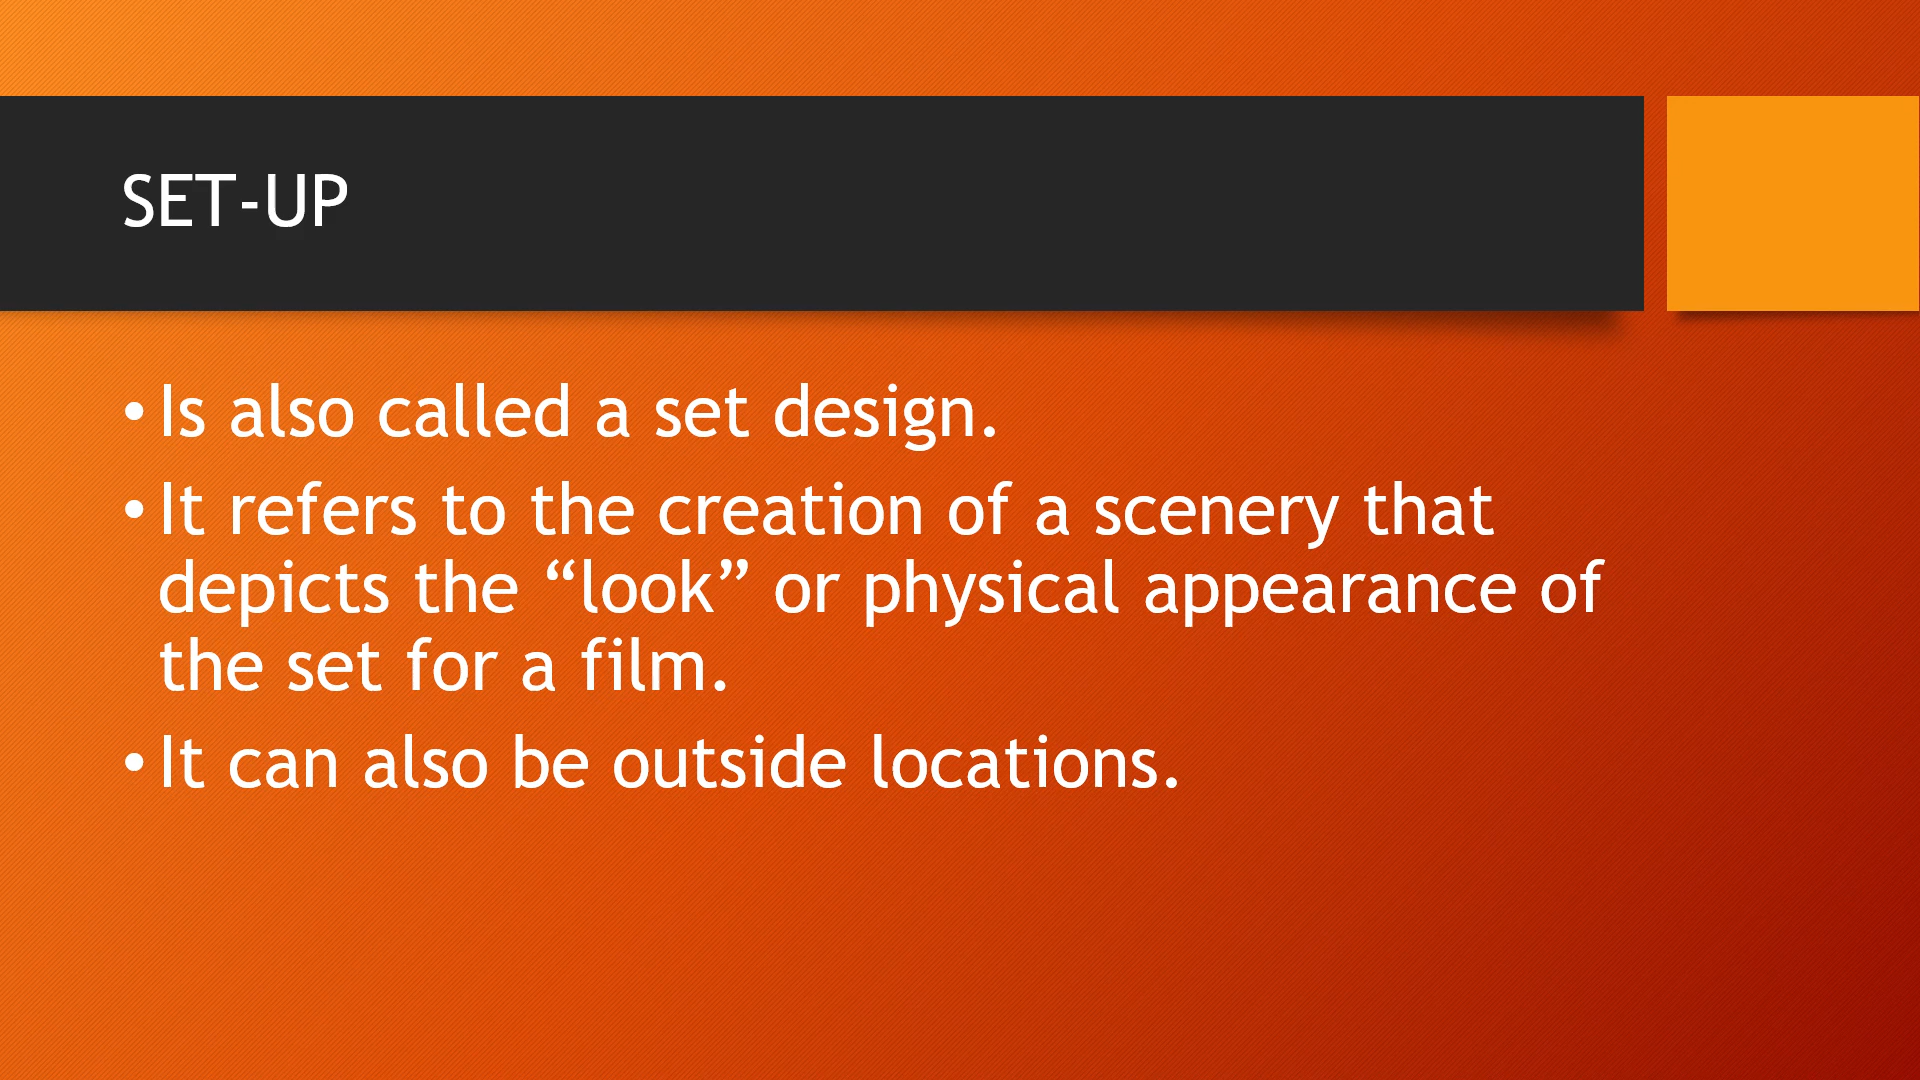 SET-UP
• Is also called a set design.
• It refers to the creation of a scenery that
depicts the “look” or physical appearance of
the set for a film.
• It can also be outside locations.